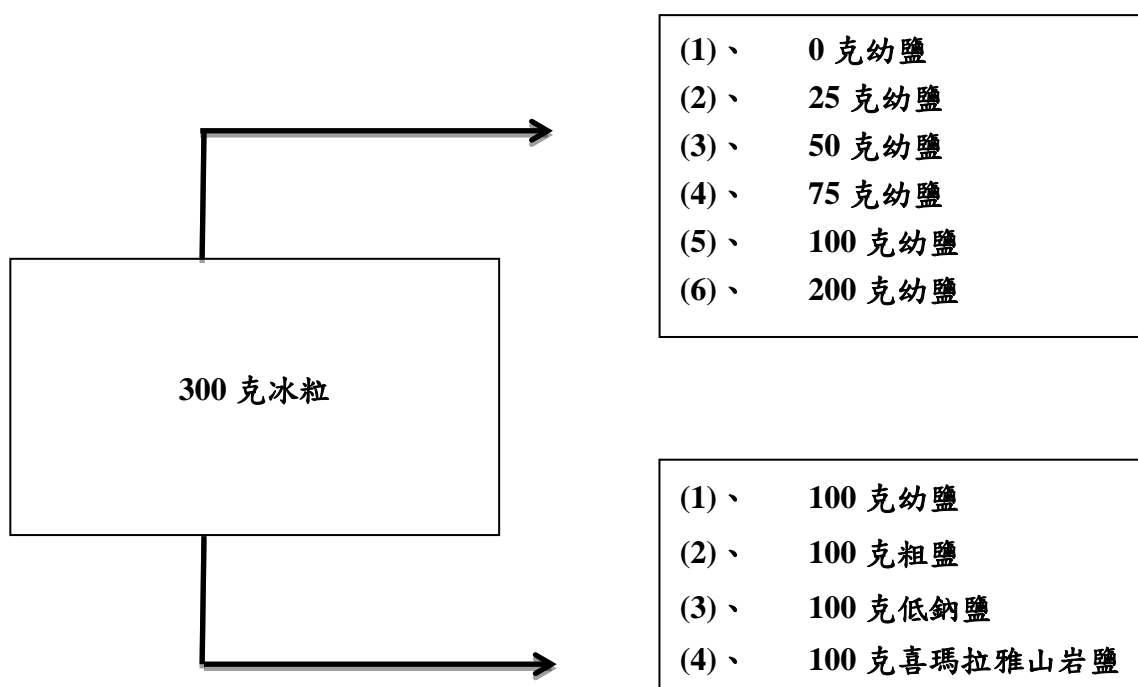 (1)、 0 克幼鹽
(2)、 25 克幼鹽
(3)、 50 克幼鹽
(4)、 75 克幼鹽
(5)、 100 克幼鹽
(6)、 200 克幼鹽
300 克冰粒
(1)、 100 克幼鹽
(2)、 100 克粗鹽
(3)、 100 克低鈉鹽
(4)、 100 克喜瑪拉雅山岩鹽